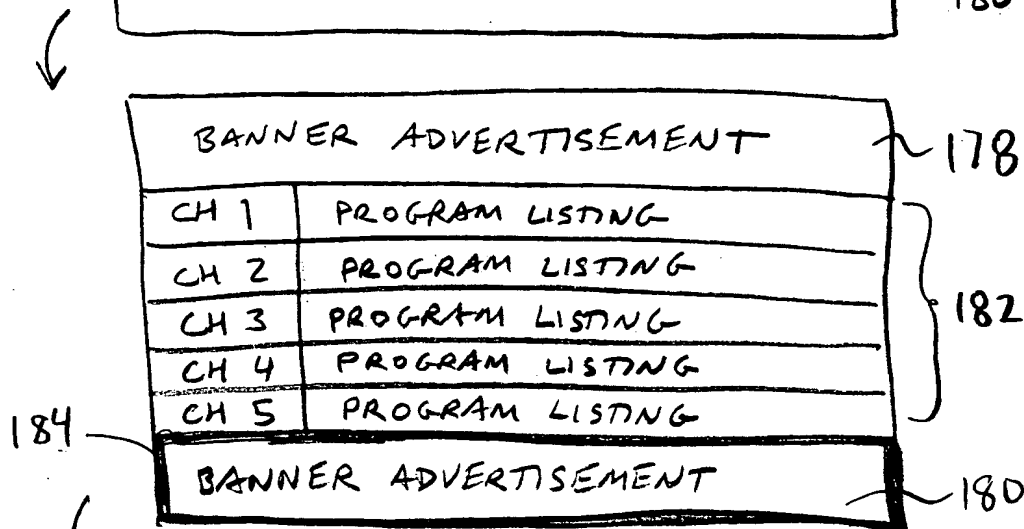 BANNER ADVERTISEMENT 178
CH 1 PROGRAM LISTING
CH 2 PROGRAM LISTING
CH 3 PROGRAM LISTING 182
CH 4 PROGRAM LISTING
CH 5 PROGRAM LISTING
184
BANNER ADVERTISEMENT 180